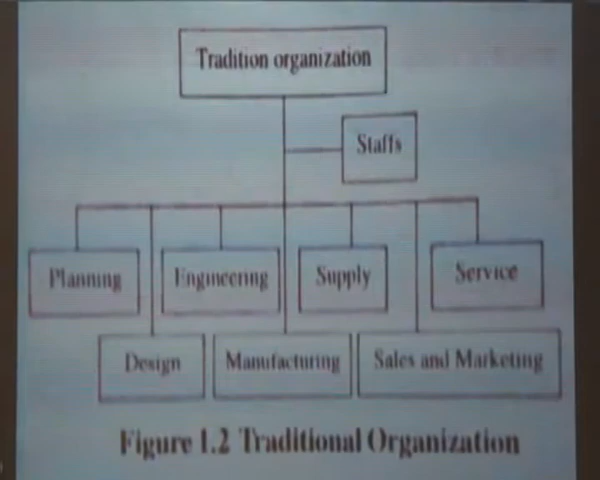 Tradition organization
Staffs
Planning
Engineering
Supply
Service
Design
Manufacturing
Sales and Marketing
Figure 1.2 Traditional Organization